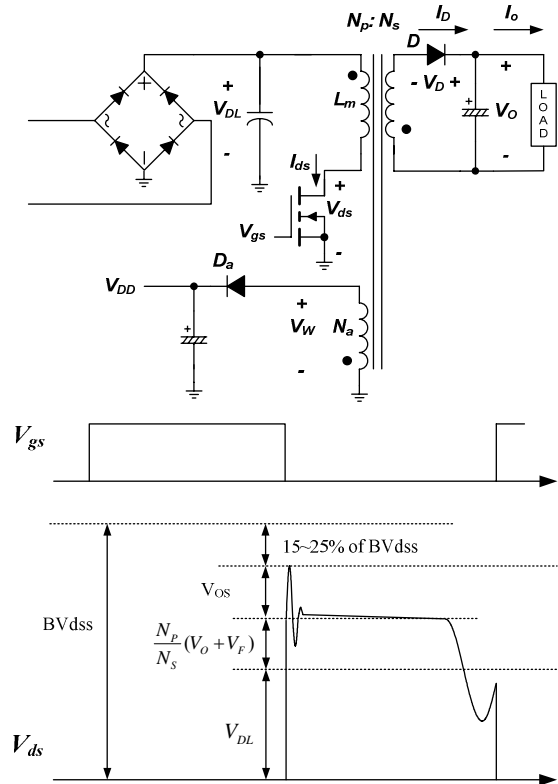 Np: Ns
ID
Io
D
+
- VD +
+
VDL
-
Lm
+
+
VO
-
LOAD
Ids
+
Vds
-
Vgs
Da
VDD
+
VW
-
Na
+
Vgs
15~25% of BVdss
VOS
BVdss
NP/NS (VO + VF)
VDL
Vds